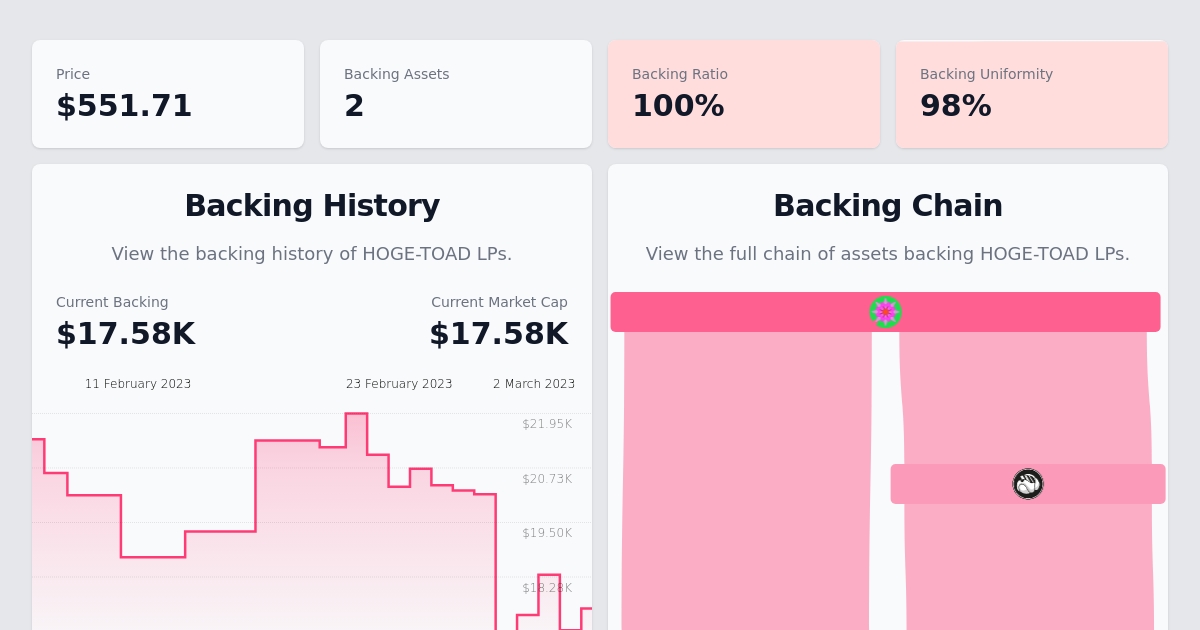 Price
$551.71
Backing Assets
2
Backing Ratio
100%
Backing Uniformity
98%
Backing History
View the backing history of HOGE-TOAD LPs.
Current Backing
$17.58K
Current Market Cap
$17.58K
11 February 2023
23 February 2023
2 March 2023
$21.95K
$20.73K
$19.50K
$18.28K
Backing Chain
View the full chain of assets backing HOGE-TOAD LPs.